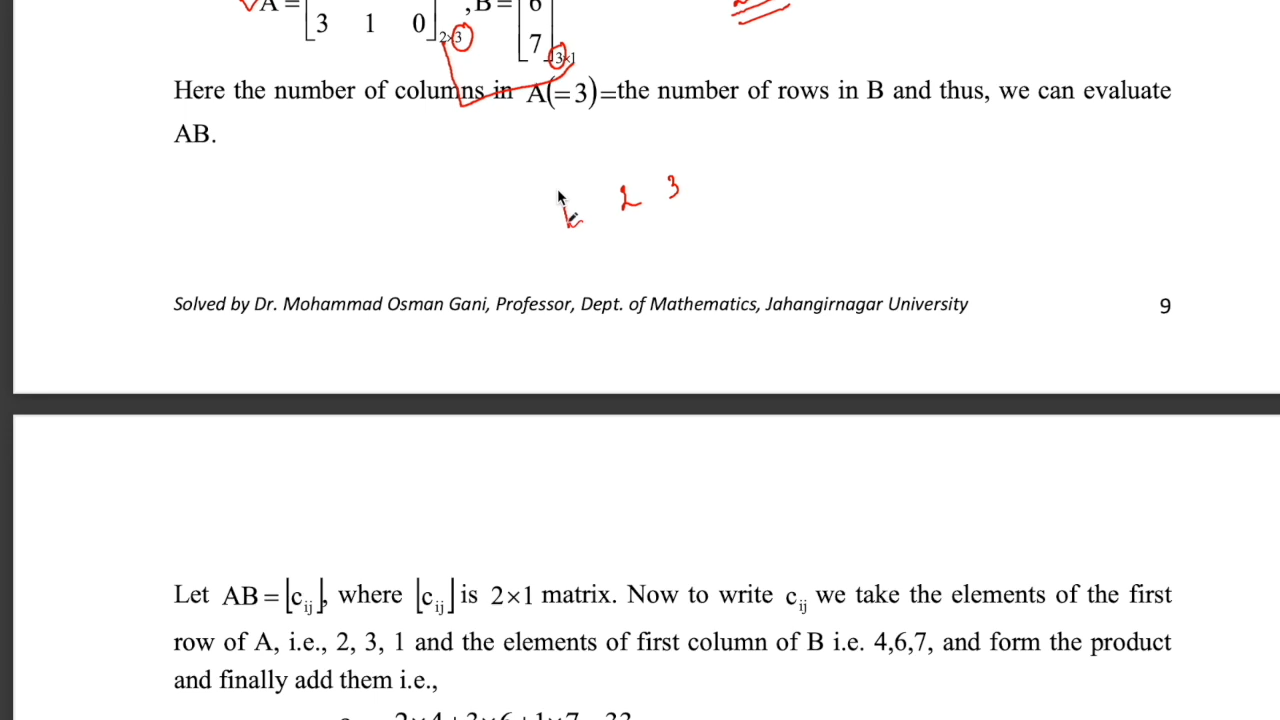 A = [3 1 0]2×3, B = [6
7]3×1
Here the number of columns in A(=3)=the number of rows in B and thus, we can evaluate
AB.
2 3
Solved by Dr. Mohammad Osman Gani, Professor, Dept. of Mathematics, Jahangirnagar University 9
Let AB=⌊cij⌋, where ⌊cij⌋ is 2×1 matrix. Now to write cij we take the elements of the first
row of A, i.e., 2, 3, 1 and the elements of first column of B i.e. 4,6,7, and form the product
and finally add them i.e.,